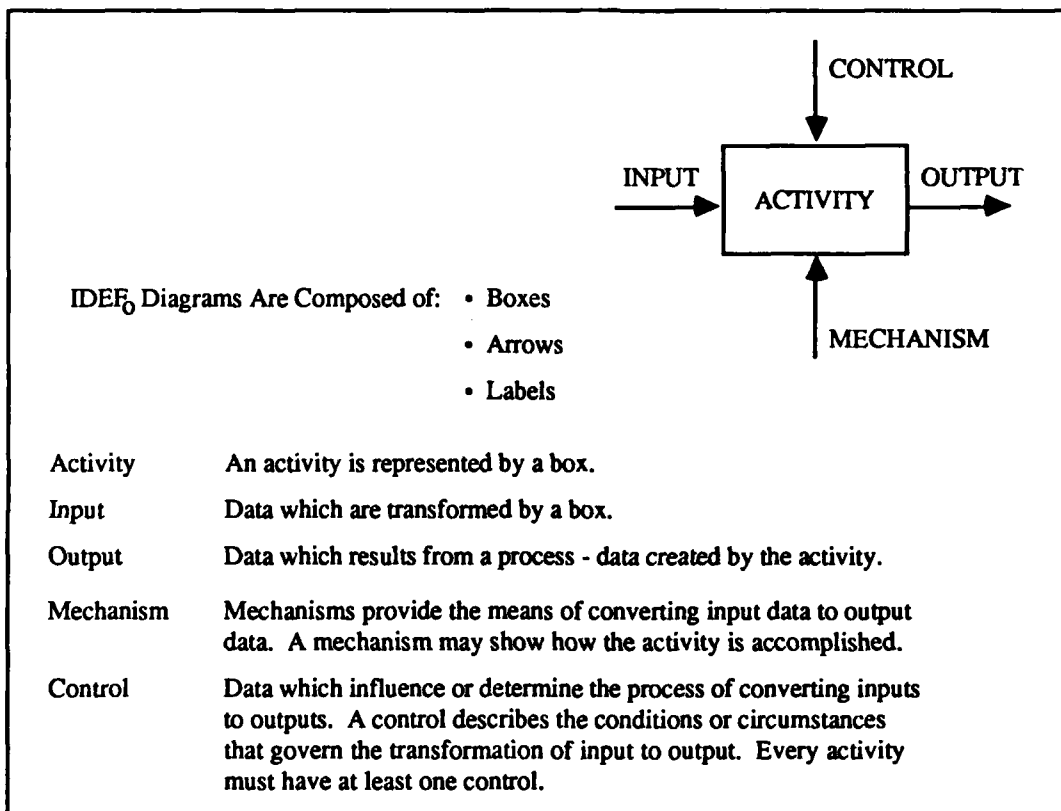 CONTROL
INPUT
OUTPUT
ACTIVITY
MECHANISM
IDEF₀ Diagrams Are Composed of:
• Boxes
• Arrows
• Labels
Activity An activity is represented by a box.
Input Data which are transformed by a box.
Output Data which results from a process - data created by the activity.
Mechanism Mechanisms provide the means of converting input data to output
data. A mechanism may show how the activity is accomplished.
Control Data which influence or determine the process of converting inputs
to outputs. A control describes the conditions or circumstances
that govern the transformation of input to output. Every activity
must have at least one control.